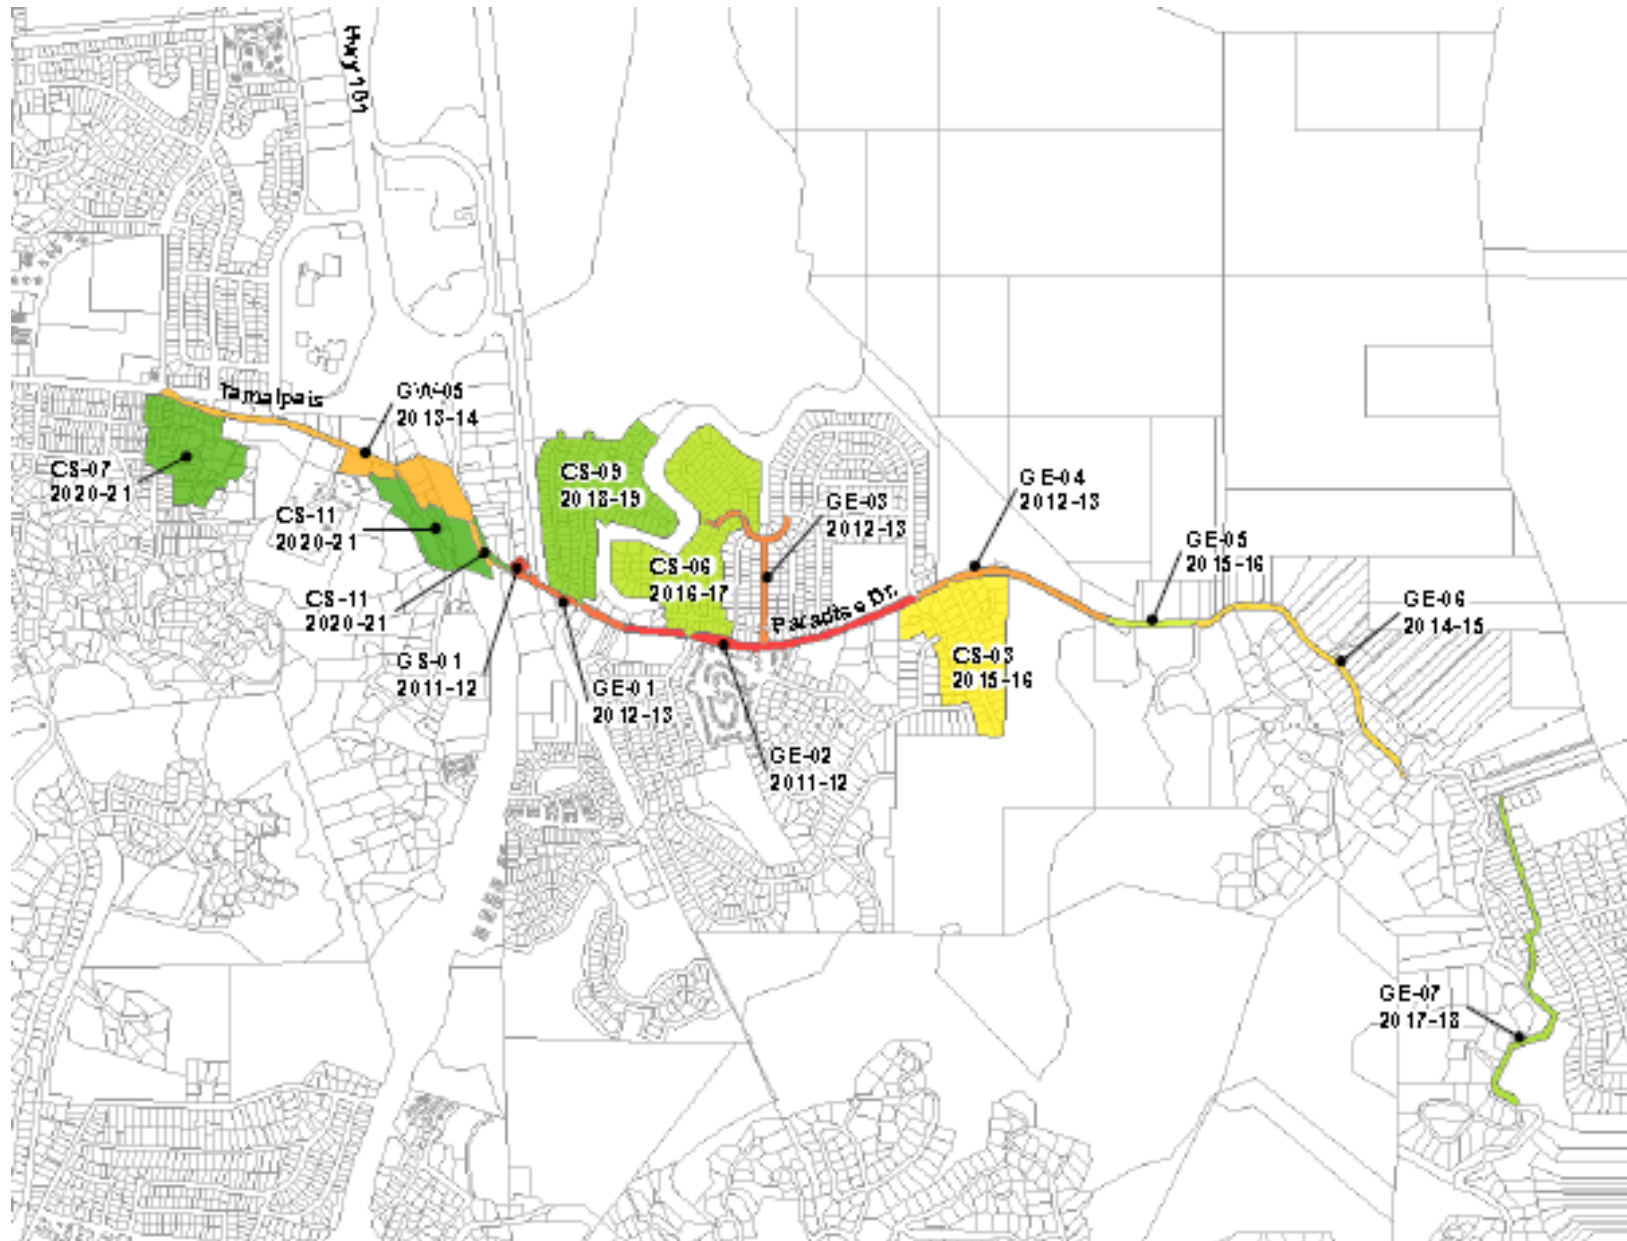 Hwy 101
Tamalpais
GW-05
2013-14
CS-07
2020-21
CS-11
2020-21
CS-09
2018-19
GE-03
2012-13
GE-04
2012-13
GE-05
2015-16
CS-06
2016-17
Paradise Dr.
CS-11
2020-21
GE-06
2014-15
GS-01
2011-12
CS-03
2015-16
GE-01
2012-13
GE-02
2011-12
GE-07
2017-18